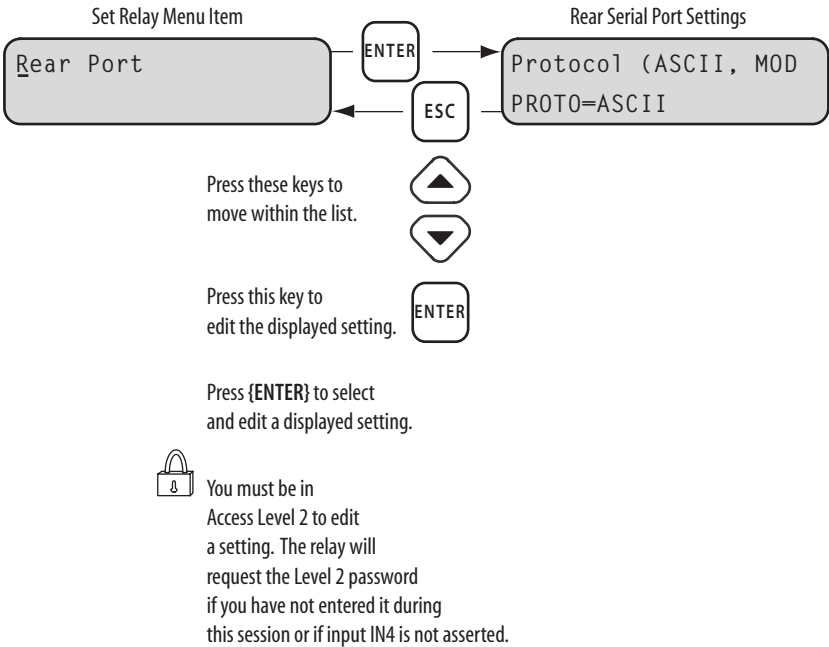 Set Relay Menu Item
Rear Serial Port Settings
Rear Port
ENTER
Protocol (ASCII, MOD
PROTO=ASCII
ESC
Press these keys to
move within the list.
Press this key to
edit the displayed setting.
ENTER
Press {ENTER} to select
and edit a displayed setting.
You must be in
Access Level 2 to edit
a setting. The relay will
request the Level 2 password
if you have not entered it during
this session or if input IN4 is not asserted.